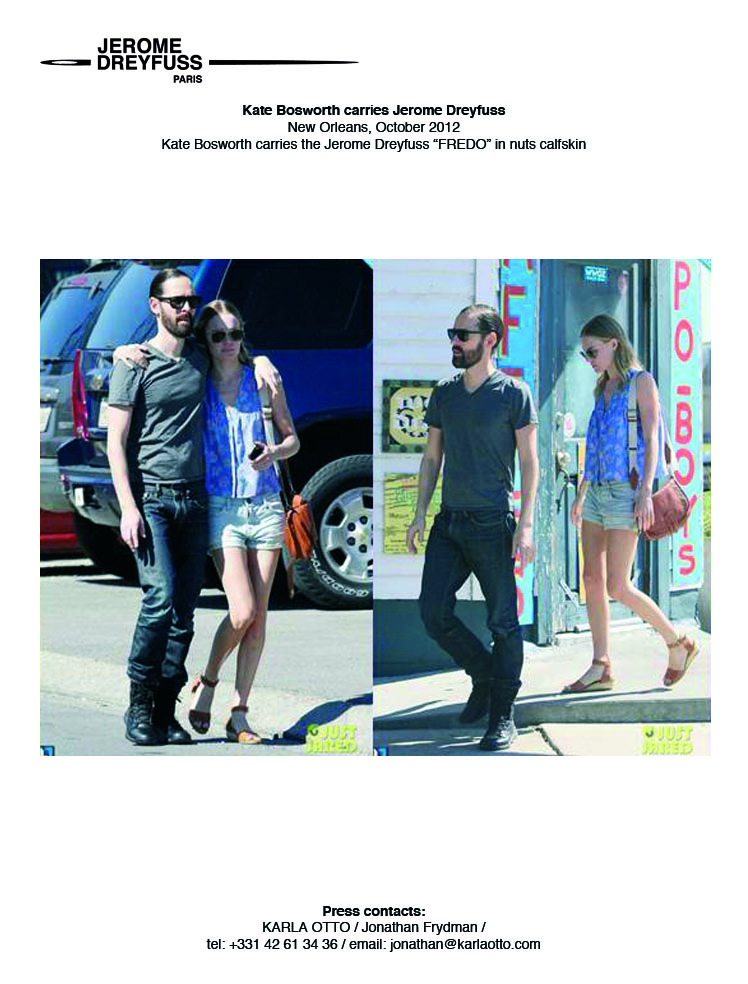 JEROME
DREYFUSS
PARIS
Kate Bosworth carries Jerome Dreyfuss
New Orleans, October 2012
Kate Bosworth carries the Jerome Dreyfuss “FREDO” in nuts calfskin
PO-BOYS
JUST
JARED
JUST
JARED
Press contacts:
KARLA OTTO / Jonathan Frydman /
tel: +331 42 61 34 36 / email: jonathan@karlaotto.com